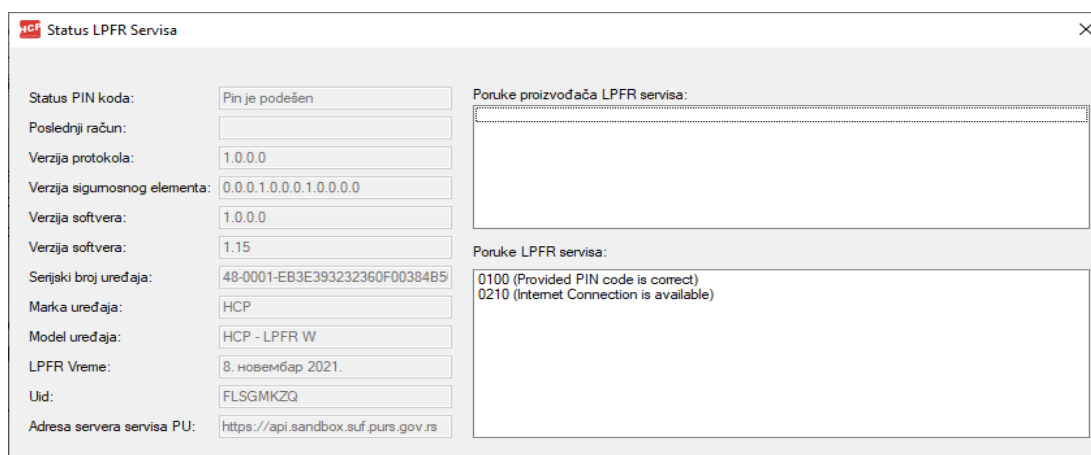 HCP Status LPFR Servisa
Status PIN koda: Pin je podešen
Poslednji račun:
Verzija protokola: 1.0.0.0
Verzija sigurnosnog elementa: 0.0.0.1.0.0.0.1.0.0.0.0
Verzija softvera: 1.0.0.0
Verzija softvera: 1.15
Serijski broj uređaja: 48-0001-EB3E393232360F00384B5
Marka uređaja: HCP
Model uređaja: HCP - LPFR W
LPFR Vreme: 8. новембар 2021.
Uid: FLSGMKZQ
Adresa servera servisa PU: https://api.sandbox.suf.purs.gov.rs
Poruke proizvođača LPFR servisa:
Poruke LPFR servisa:
0100 (Provided PIN code is correct)
0210 (Internet Connection is available)